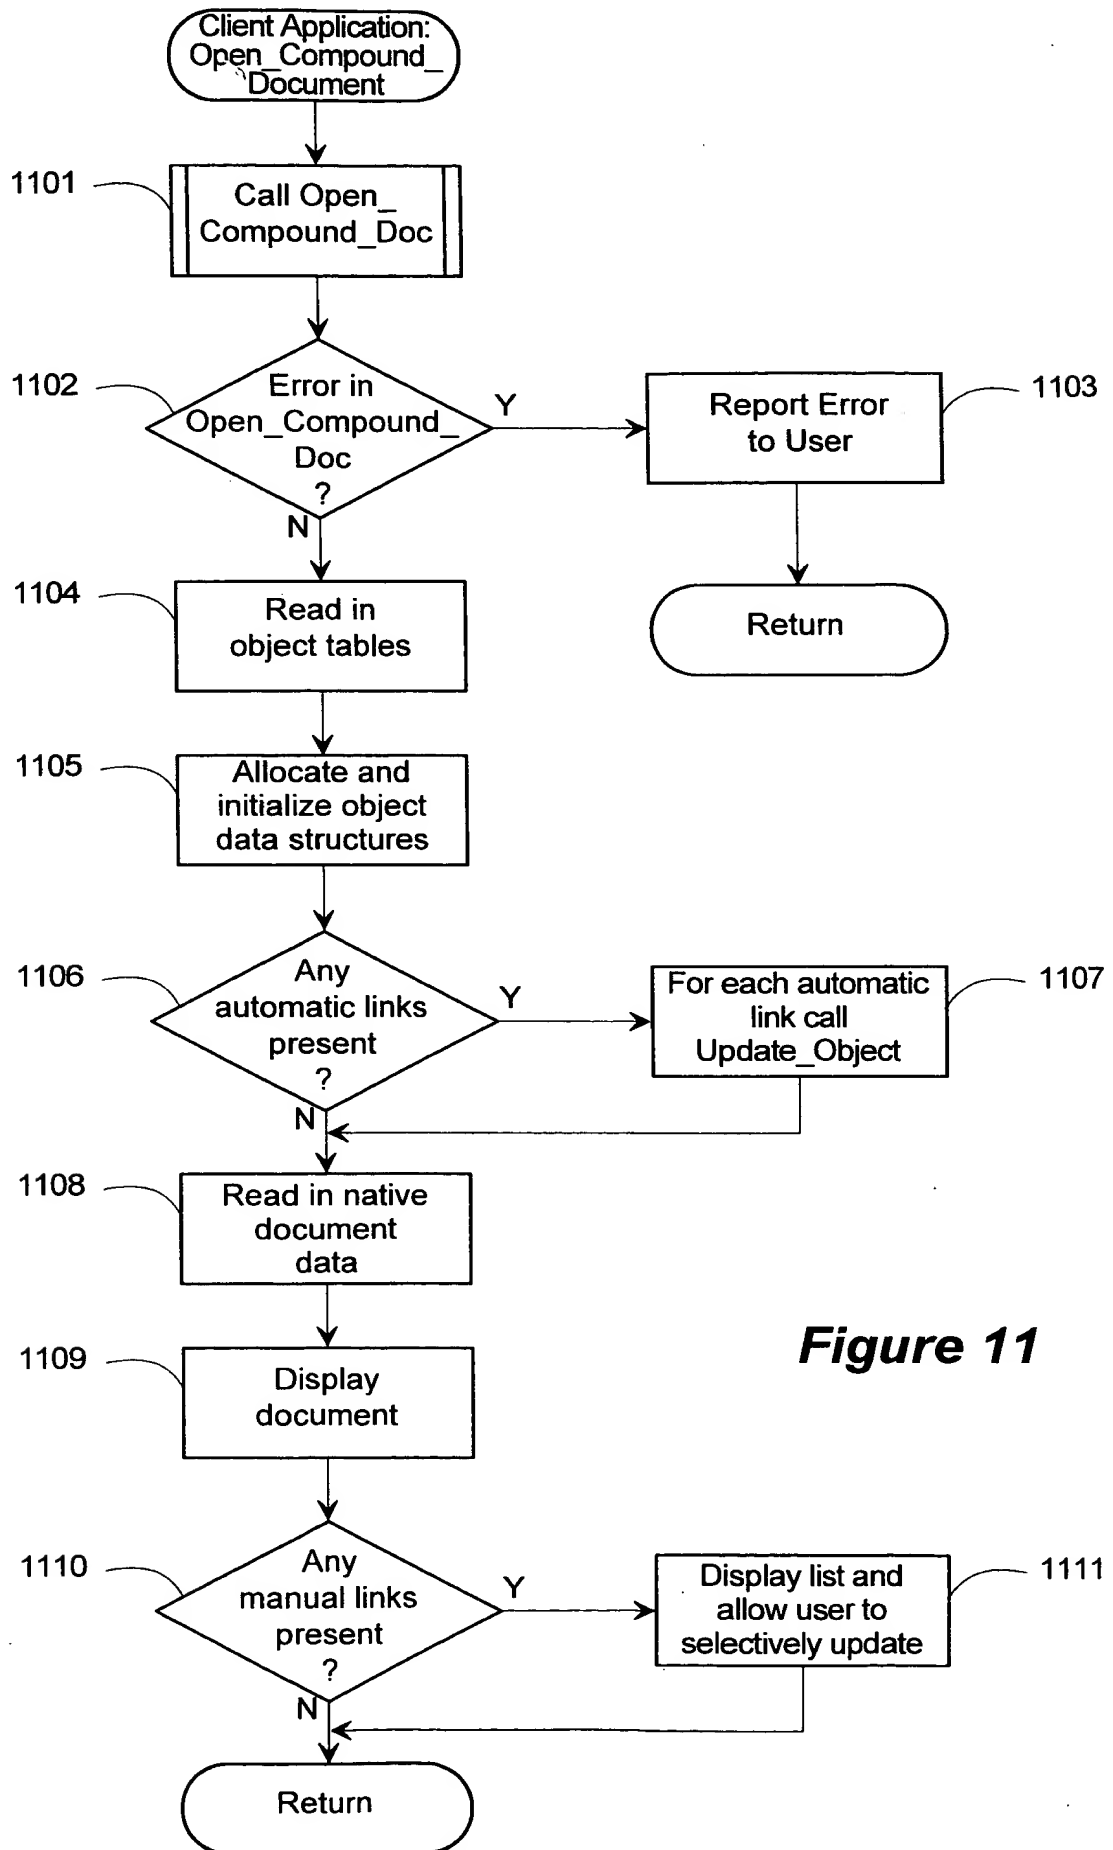 Client Application:
Open_Compound_
Document
1101
Call Open_
Compound_Doc
1102
Error in
Open_Compound_
Doc
?
Y
N
Report Error
to User
1103
Return
1104
Read in
object tables
1105
Allocate and
initialize object
data structures
1106
Any
automatic links
present
?
Y
N
For each automatic
link call
Update_Object
1107
1108
Read in native
document
data
Figure 11
1109
Display
document
1110
Any
manual links
present
?
Y
N
Display list and
allow user to
selectively update
1111
Return